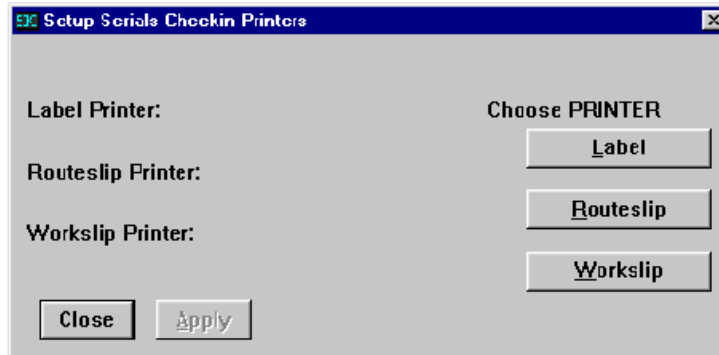 Setup Serials Checkin Printers
Label Printer:
Choose PRINTER
Label
Routeslip Printer:
Routeslip
Workslip Printer:
Workslip
Close
Apply